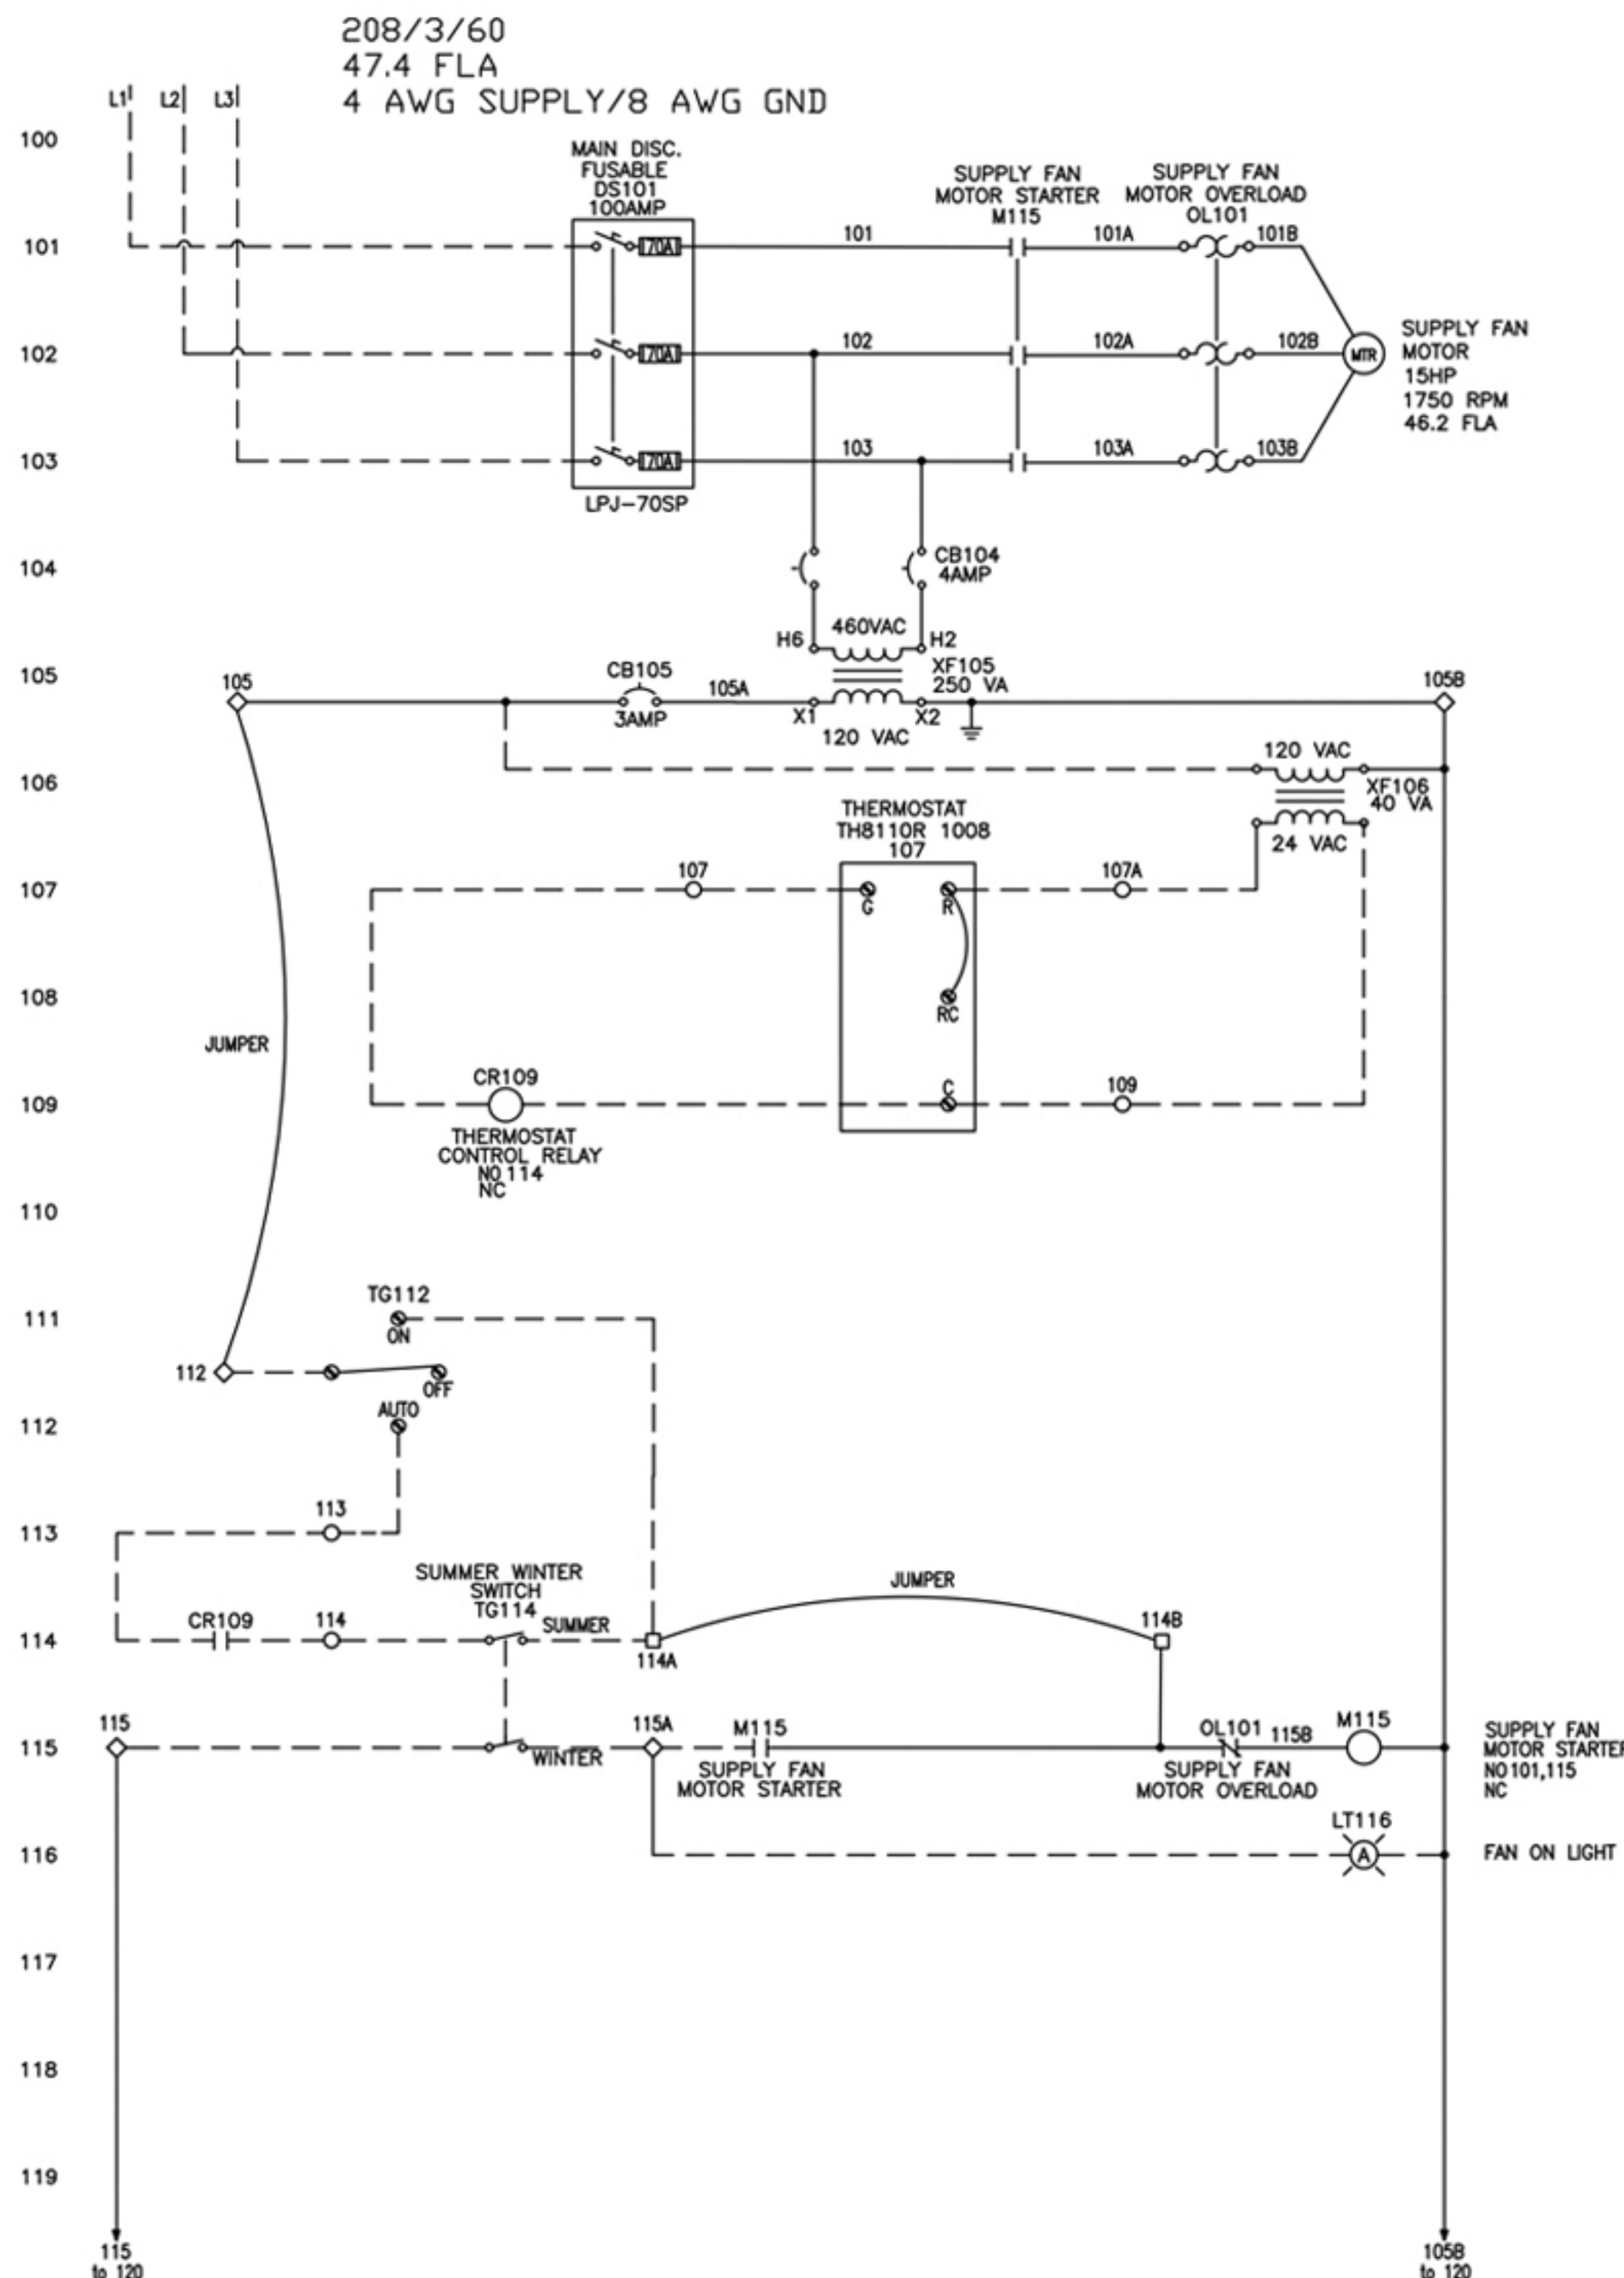 208/3/60
47.4 FLA
4 AWG SUPPLY/8 AWG GND
L1
L2
L3
100
MAIN DISC.
FUSABLE
DS101
100AMP
SUPPLY FAN
MOTOR STARTER
M115
SUPPLY FAN
MOTOR OVERLOAD
OL101
101
70A
101
101A
101B
102
70A
102
102A
102B
MTR
SUPPLY FAN
MOTOR
15HP
1750 RPM
46.2 FLA
103
70A
103
103A
103B
LPJ-70SP
104
CB104
4AMP
H6
460VAC
H2
105
105
CB105
3AMP
105A
X1
X2
XF105
250 VA
120 VAC
105B
106
120 VAC
XF106
40 VA
24 VAC
THERMOSTAT
TH8110R 1008
107
107
107
G
R
107A
108
RC
JUMPER
109
CR109
C
109
THERMOSTAT
CONTROL RELAY
NO 114
NC
110
111
TG112
ON
112
OFF
AUTO
112
113
113
SUMMER WINTER
SWITCH
TG114
SUMMER
JUMPER
114
CR109
114
114A
114B
115
115
WINTER
115A
M115
SUPPLY FAN
MOTOR STARTER
OL101
115B
SUPPLY FAN
MOTOR OVERLOAD
M115
SUPPLY FAN
MOTOR STARTER
NO 101,115
NC
116
LT116
A
FAN ON LIGHT
117
118
119
115
to 120
105B
to 120